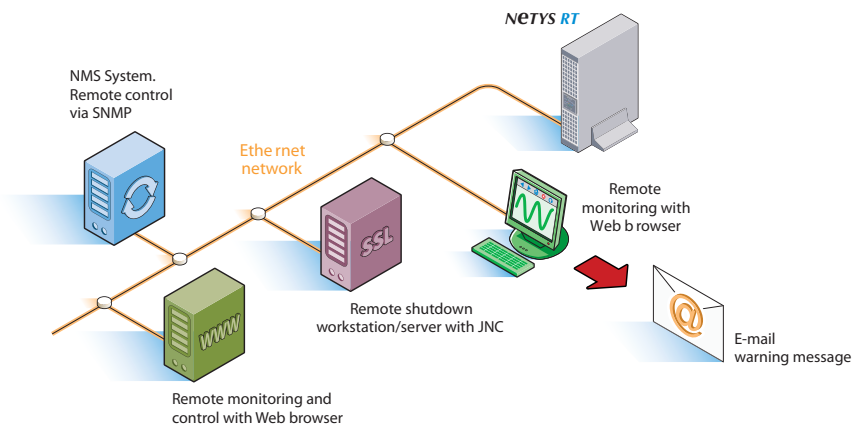 NeTYS RT
NMS System.
Remote control
via SNMP
Ethe rnet
network
Remote
monitoring with
Web b rowser
SSL
Remote shutdown
workstation/server with JNC
WWW
@
E-mail
warning message
Remote monitoring and
control with Web browser